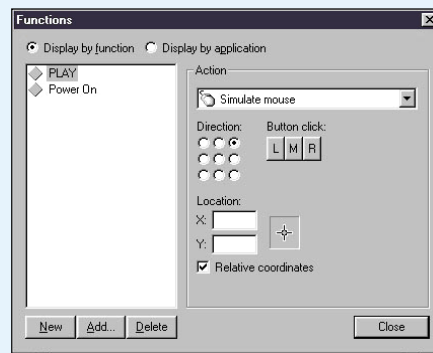 Functions
Display by function Display by application
PLAY
Power On
Action
Simulate mouse
Direction: Button click:
L M R
Location:
X:
Y:
Relative coordinates
New Add... Delete Close